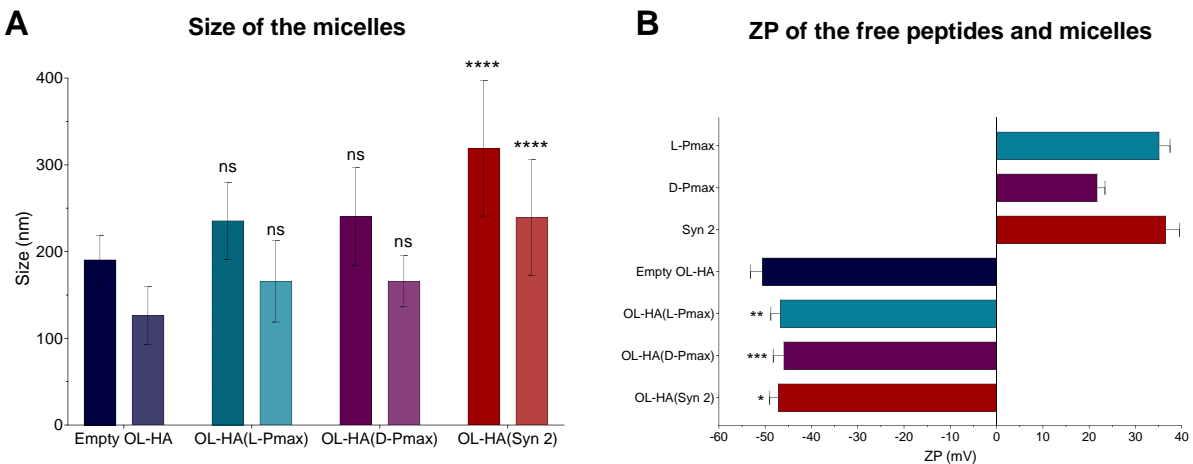 A
Size of the micelles
Size (nm)
400
300
200
100
0
ns
ns
ns
ns
****
****
Empty OL-HA
OL-HA(L-Pmax)
OL-HA(D-Pmax)
OL-HA(Syn 2)
B
ZP of the free peptides and micelles
L-Pmax
D-Pmax
Syn 2
Empty OL-HA
OL-HA(L-Pmax)
**
OL-HA(D-Pmax)
***
OL-HA(Syn 2)
*
-60 -50 -40 -30 -20 -10 0 10 20 30 40
ZP (mV)